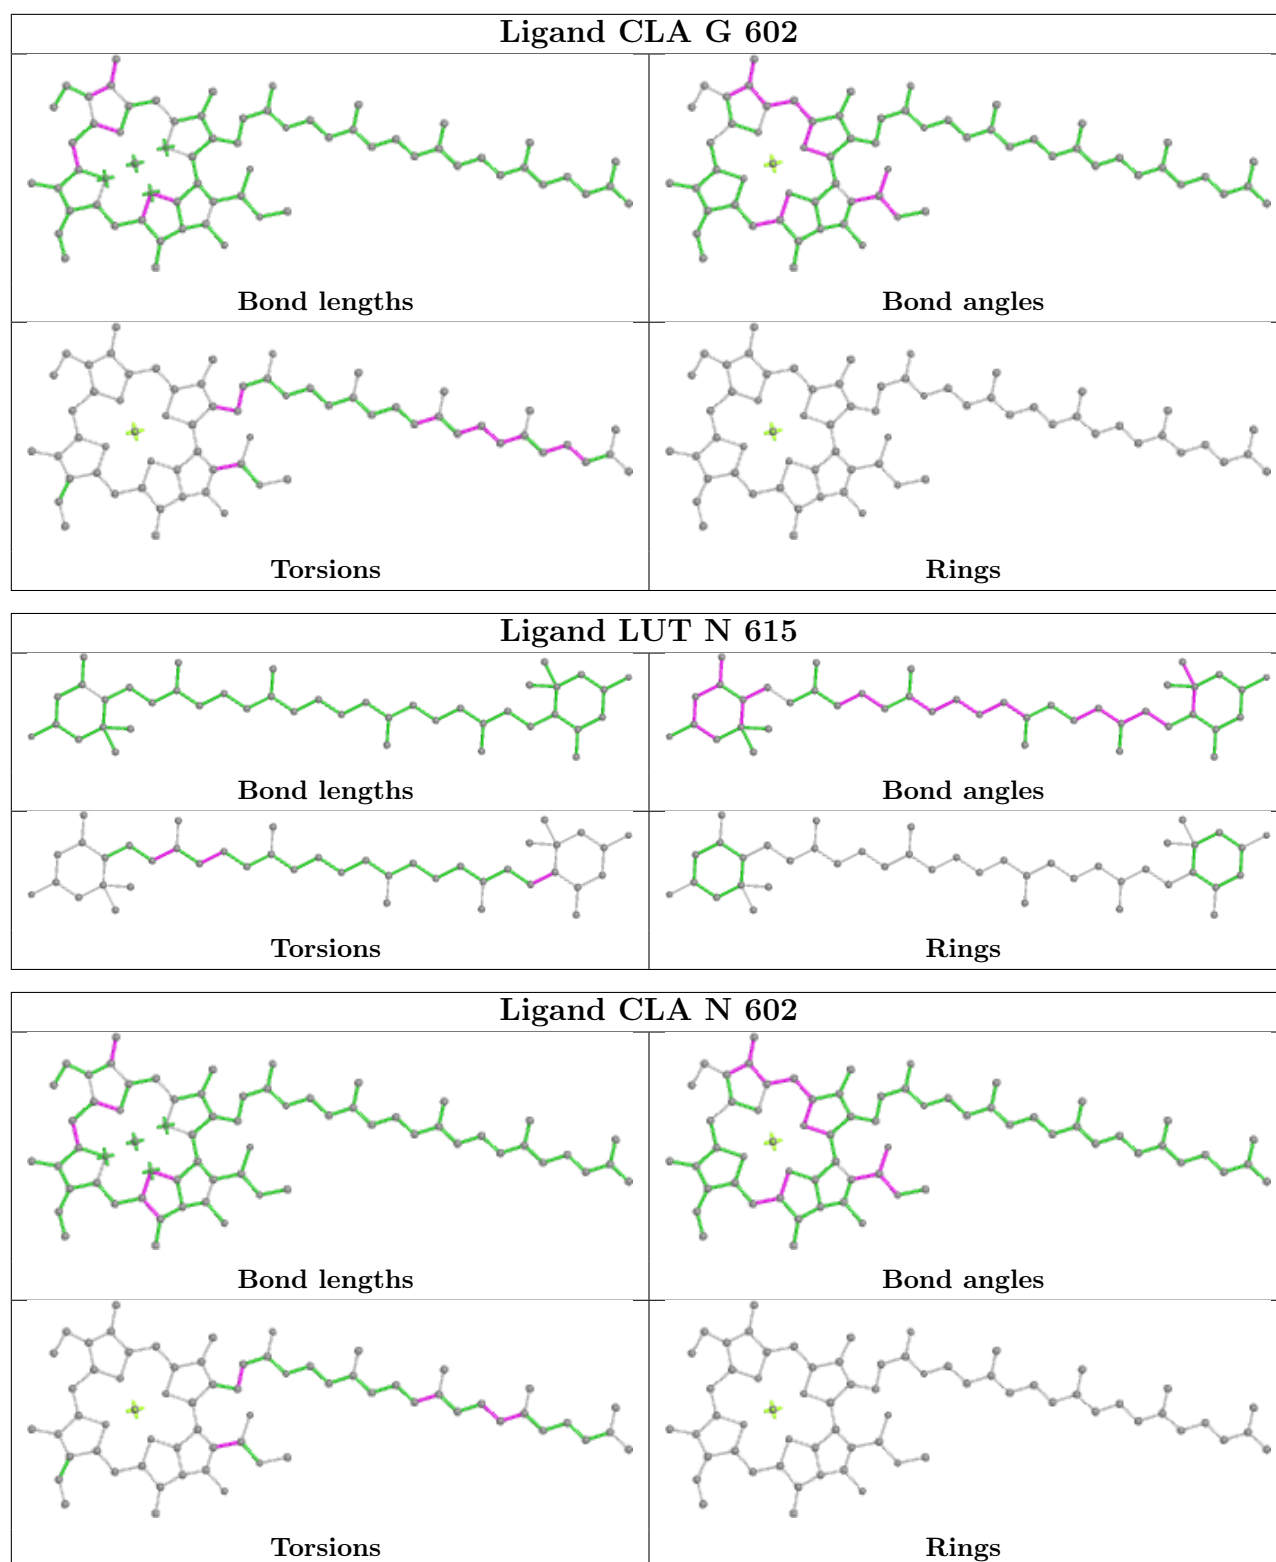 Ligand CLA G 602
Bond lengths
Bond angles
Torsions
Rings
Ligand LUT N 615
Bond lengths
Bond angles
Torsions
Rings
Ligand CLA N 602
Bond lengths
Bond angles
Torsions
Rings